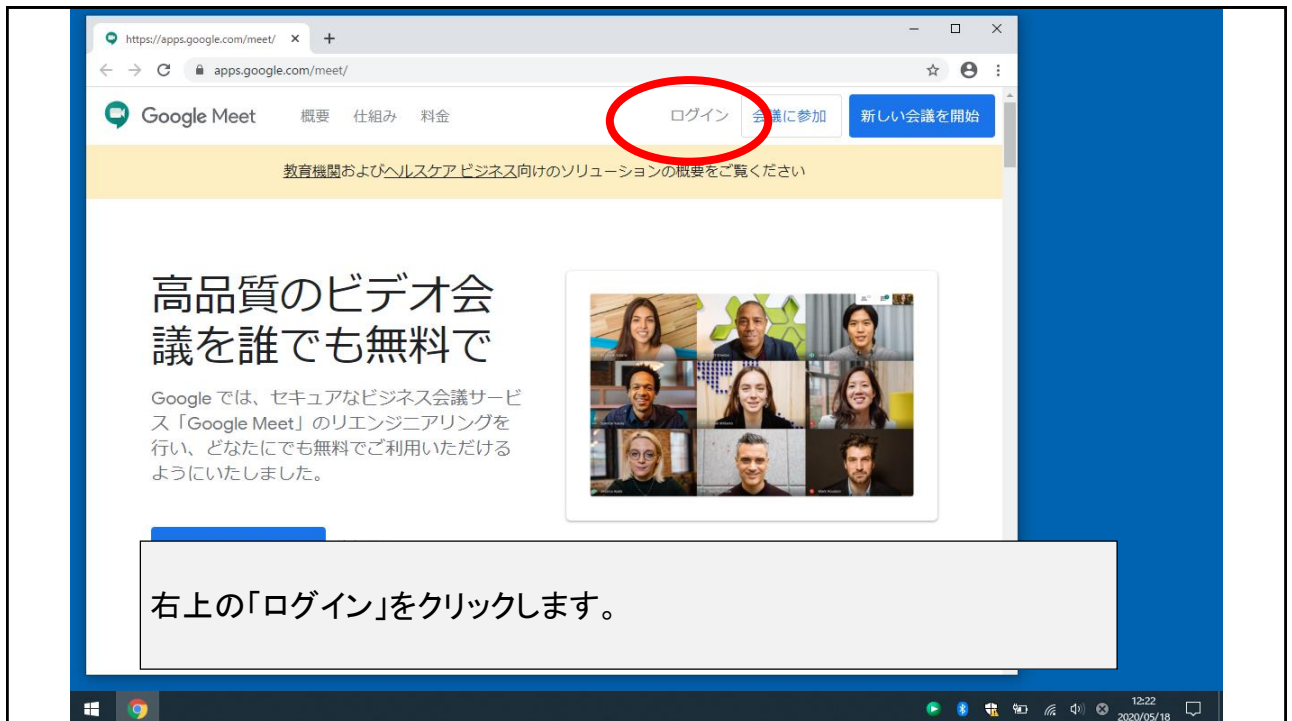 https://apps.google.com/meet/
apps.google.com/meet/
Google Meet 概要 仕組み 料金 ログイン 会議に参加 新しい会議を開始
教育機関およびヘルスケア ビジネス向けのソリューションの概要をご覧ください
高品質のビデオ会
議を誰でも無料で
Google では、セキュアなビジネス会議サービ
ス「Google Meet」のリエンジニアリングを
行い、どなたにでも無料でご利用いただける
ようにいたしました。
右上の「ログイン」をクリックします。
12:22
2020/05/18